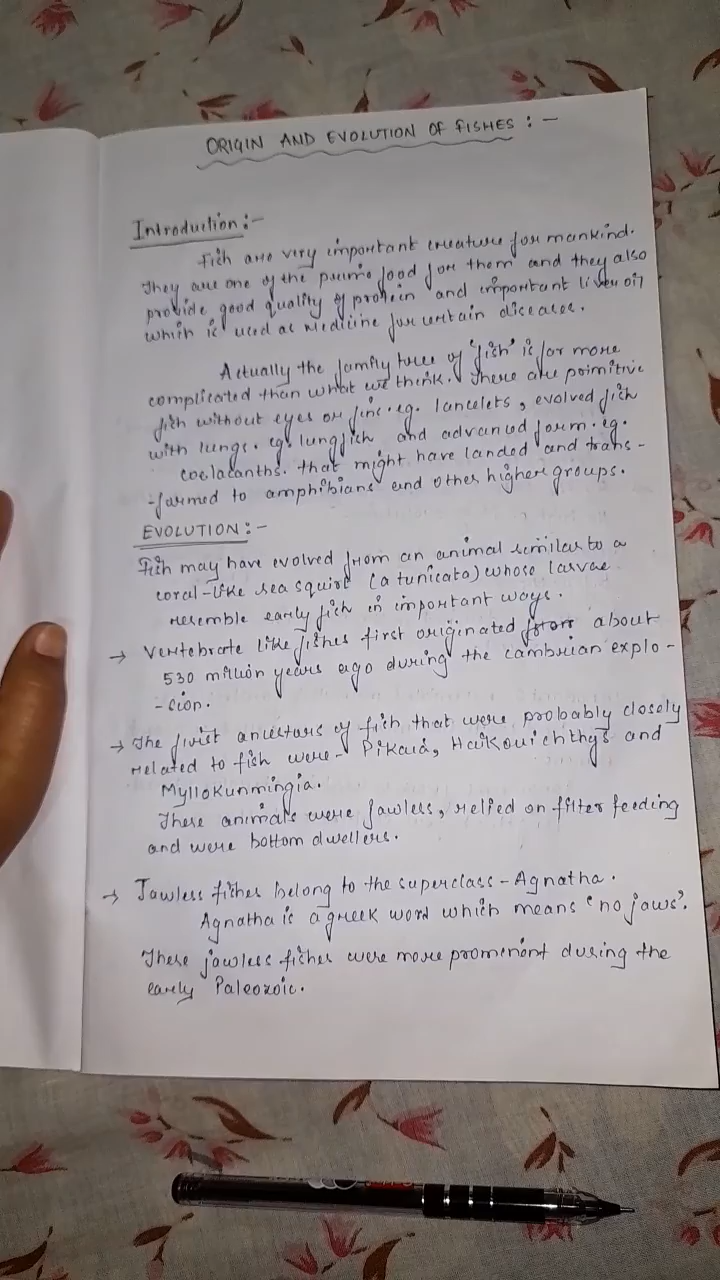 ORIGIN AND EVOLUTION OF FISHES : -
Introduction : -
Fish are very important creature for mankind.
They are one of the prime food for them and they also
provide good quality of protein and important liver oil
which is used as medicine for certain diseases.
Actually the family tree of 'fish' is far more
complicated than what we think. There are primitive
fish without eyes or fins. eg. lancelets, evolved fish
with lungs. eg. lungfish and advanced form. eg.
coelacanths. that might have landed and trans -
-formed to amphibians and other higher groups.
EVOLUTION : -
Fish may have evolved from an animal similar to a
coral-like sea squirt (a tunicata) whose larvae
resemble early fish in important ways.
→ Vertebrate like fishes first originated about
530 million years ago during the cambrian explo -
- sion.
→ The first ancestors of fish that were probably closely
related to fish were - Pikaia, Haikouichthys and
Myllokunmingia.
These animals were jawless, relied on filter feeding
and were bottom dwellers.
→ Jawless fishes belong to the superclass - Agnatha.
Agnatha is a greek word which means 'no jaws'.
These jawless fishes were more prominent during the
early Paleozoic.